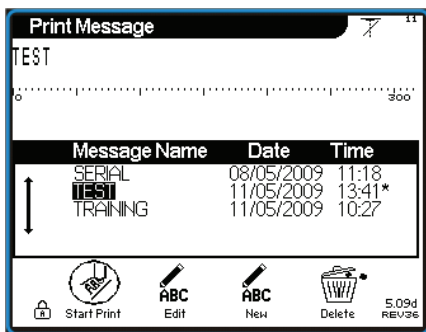 Print Message 11
TEST
0 300
Message Name Date Time
SERIAL 08/05/2009 11:18
TEST 11/05/2009 13:41*
TRAINING 11/05/2009 10:27
ABC ABC
Start Print Edit New Delete 5.09d
A REV36